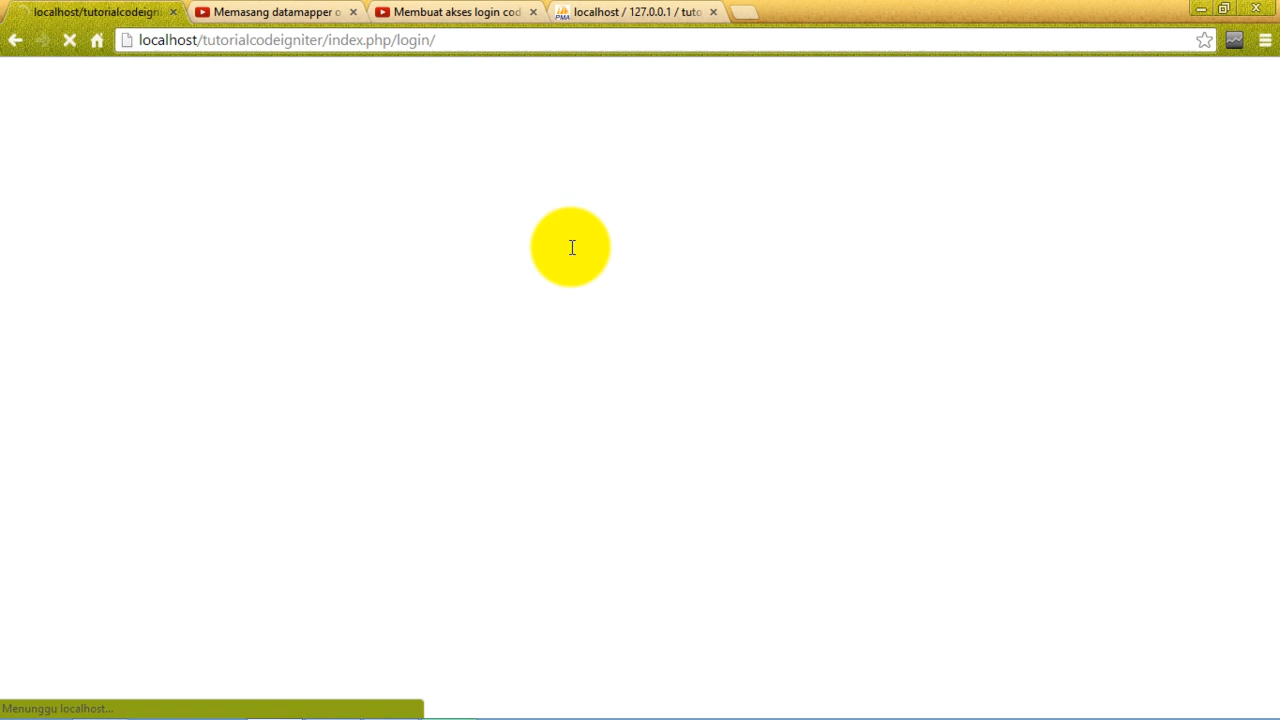 localhost/tutorialcodeign
Memasang datamapper o
Membuat akses login cod
localhost / 127.0.0.1 / tuto
localhost/tutorialcodeigniter/index.php/login/
Menunggu localhost...